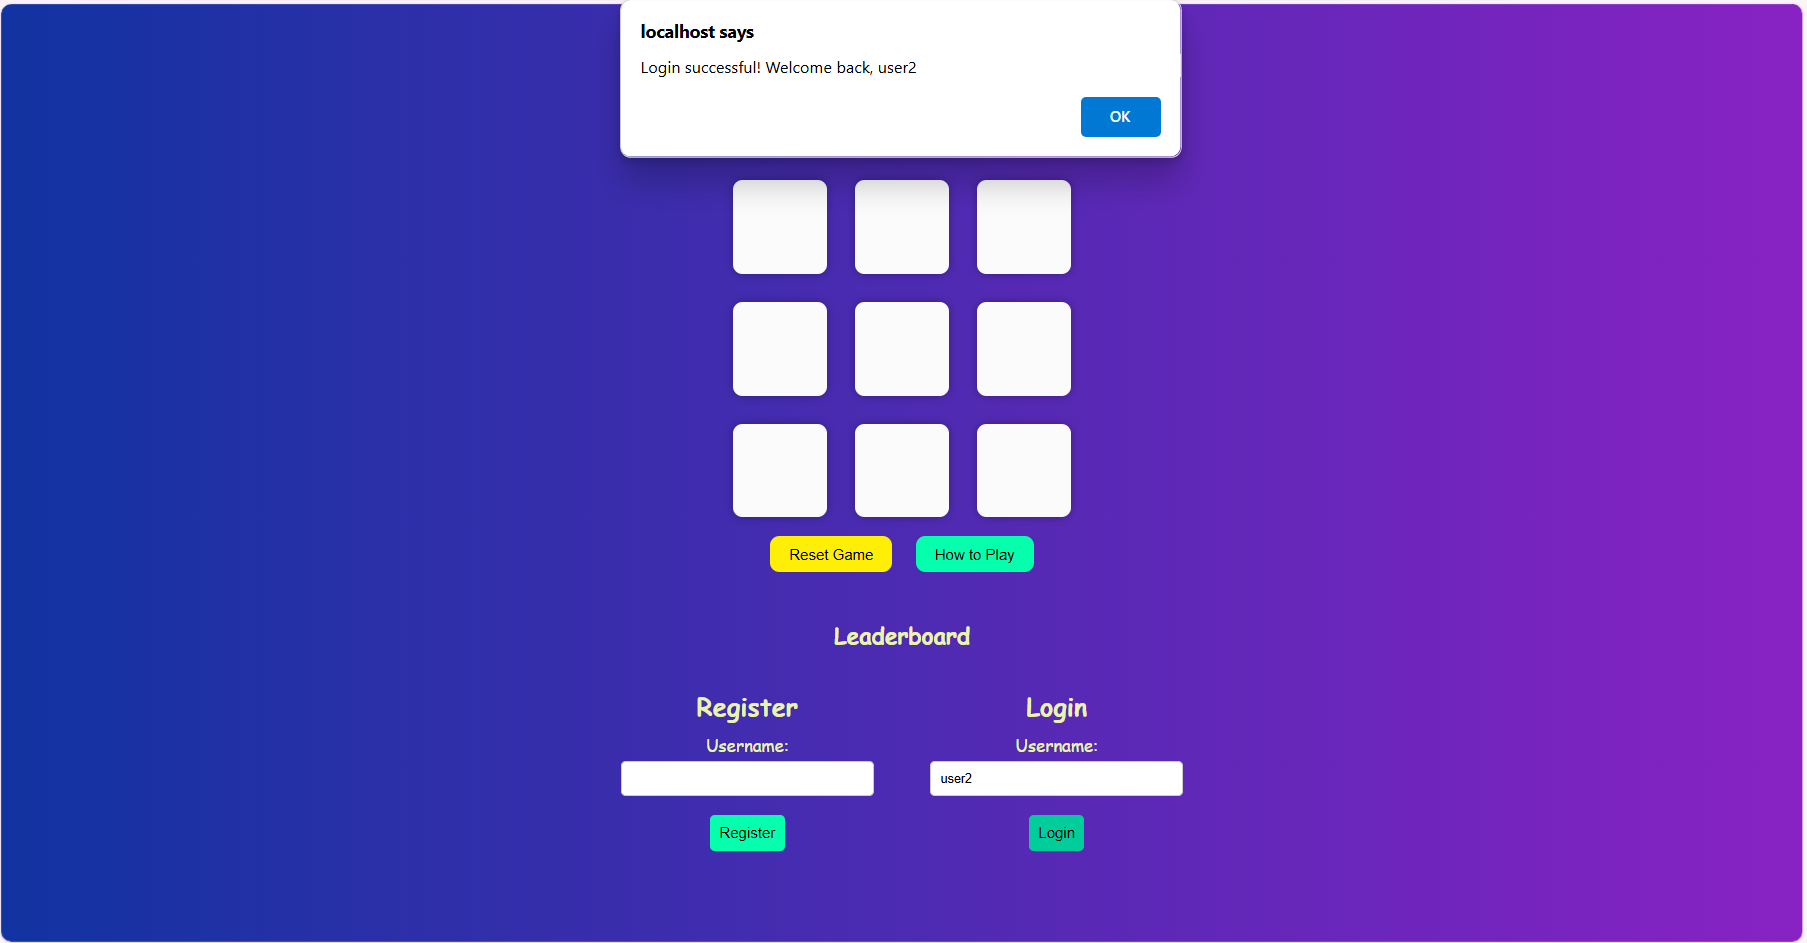 localhost says
Login successful! Welcome back, user2
OK
Reset Game
How to Play
Leaderboard
Register
Username:
Register
Login
Username:
user2
Login